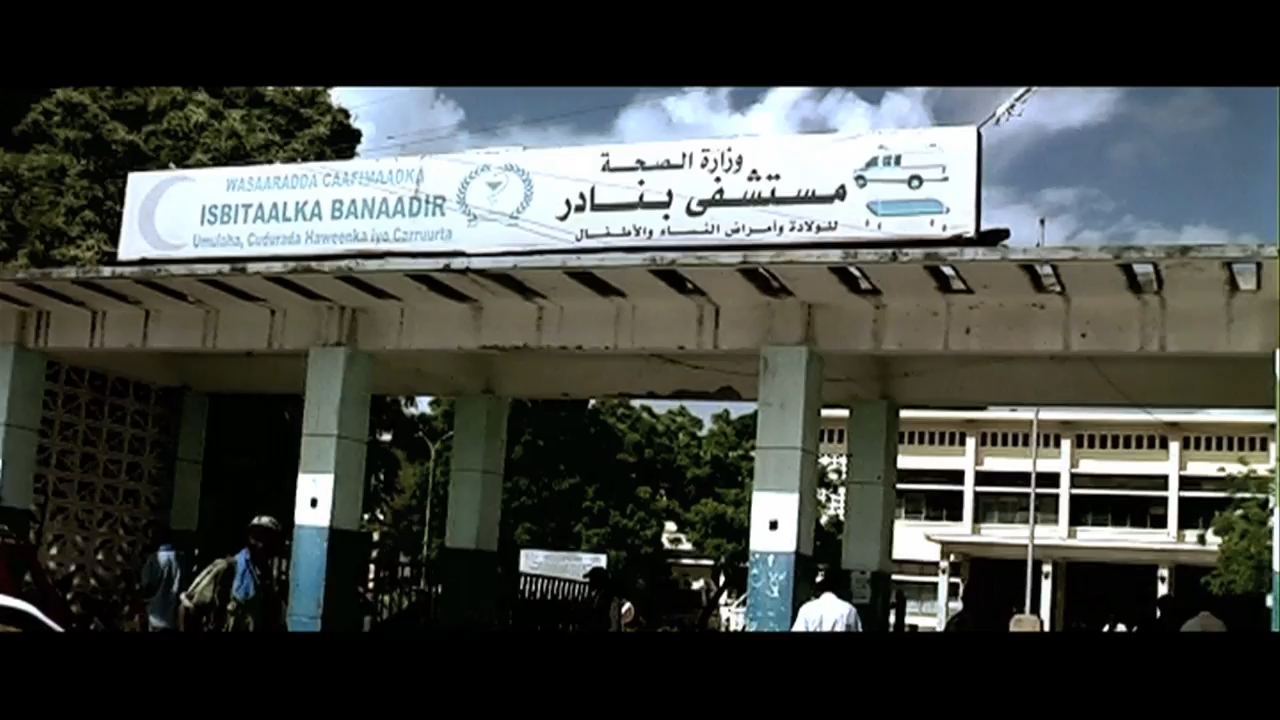 WASAARADDA CAAFIMAADKA
ISBITAALKA BANAADIR
Umulaha, Cudurada Haweenka iyo Carruurta
وزارة الصحة
مستشفى بنادر
للولادة وأمراض النساء والأطفال